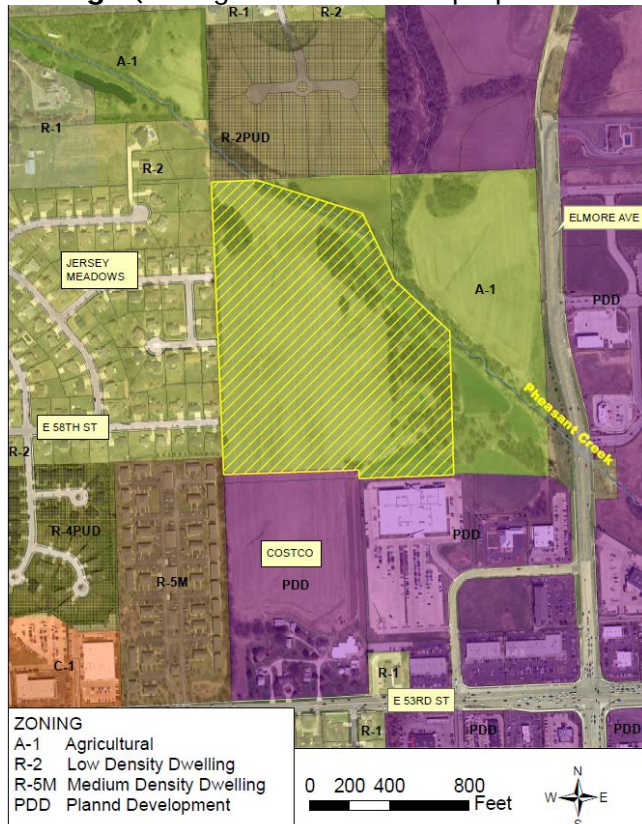 R-1
R-2
A-1
R-1
R-2PUD
R-2
ELMORE AVE
JERSEY
MEADOWS
A-1
PDD
Pheasant Creek
E 58TH ST
R-2
R-4PUD
PDD
COSTCO
PDD
R-5M
C-1
R-1
E 53RD ST
R-1
PDD
PDD
ZONING
A-1 Agricultural
R-2 Low Density Dwelling
R-5M Medium Density Dwelling
PDD Plannd Development
0 200 400 800
Feet
N
W E
S